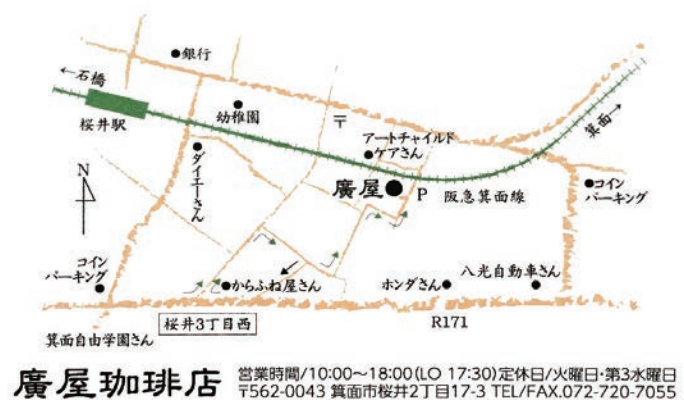 銀行
←石橋
桜井駅
幼稚園
〒
アートチャイルド
ケアさん
箕面→
ダイエーさん
N
廣屋
P
阪急箕面線
コイン
パーキング
コイン
パーキング
からふね屋さん
ホンダさん
八光自動車さん
桜井3丁目西
R171
箕面自由学園さん
廣屋珈琲店
営業時間/10:00〜18:00(LO 17:30)定休日/火曜日・第3水曜日
〒562-0043 箕面市桜井2丁目17-3 TEL/FAX.072-720-7055